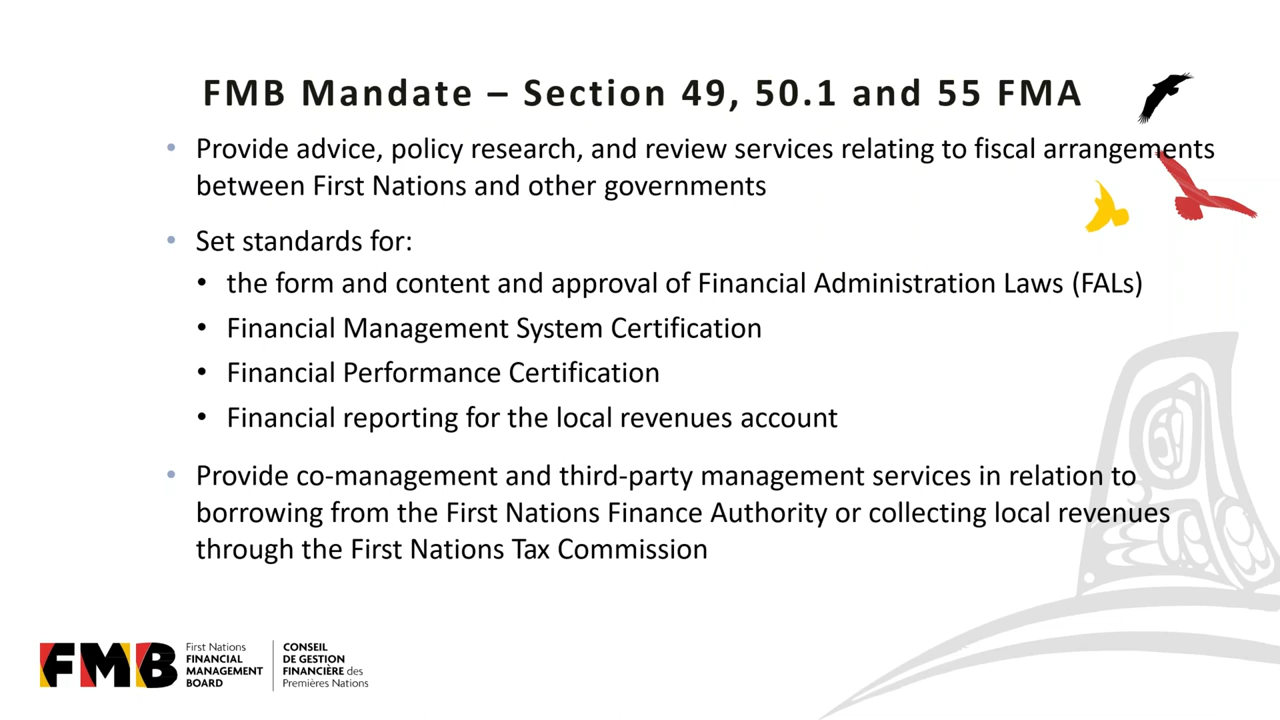 FMB Mandate – Section 49, 50.1 and 55 FMA
• Provide advice, policy research, and review services relating to fiscal arrangements
between First Nations and other governments
• Set standards for:
• the form and content and approval of Financial Administration Laws (FALs)
• Financial Management System Certification
• Financial Performance Certification
• Financial reporting for the local revenues account
• Provide co-management and third-party management services in relation to
borrowing from the First Nations Finance Authority or collecting local revenues
through the First Nations Tax Commission
FMB
First Nations
FINANCIAL
MANAGEMENT
BOARD
CONSEIL
DE GESTION
FINANCIÈRE des
Premières Nations